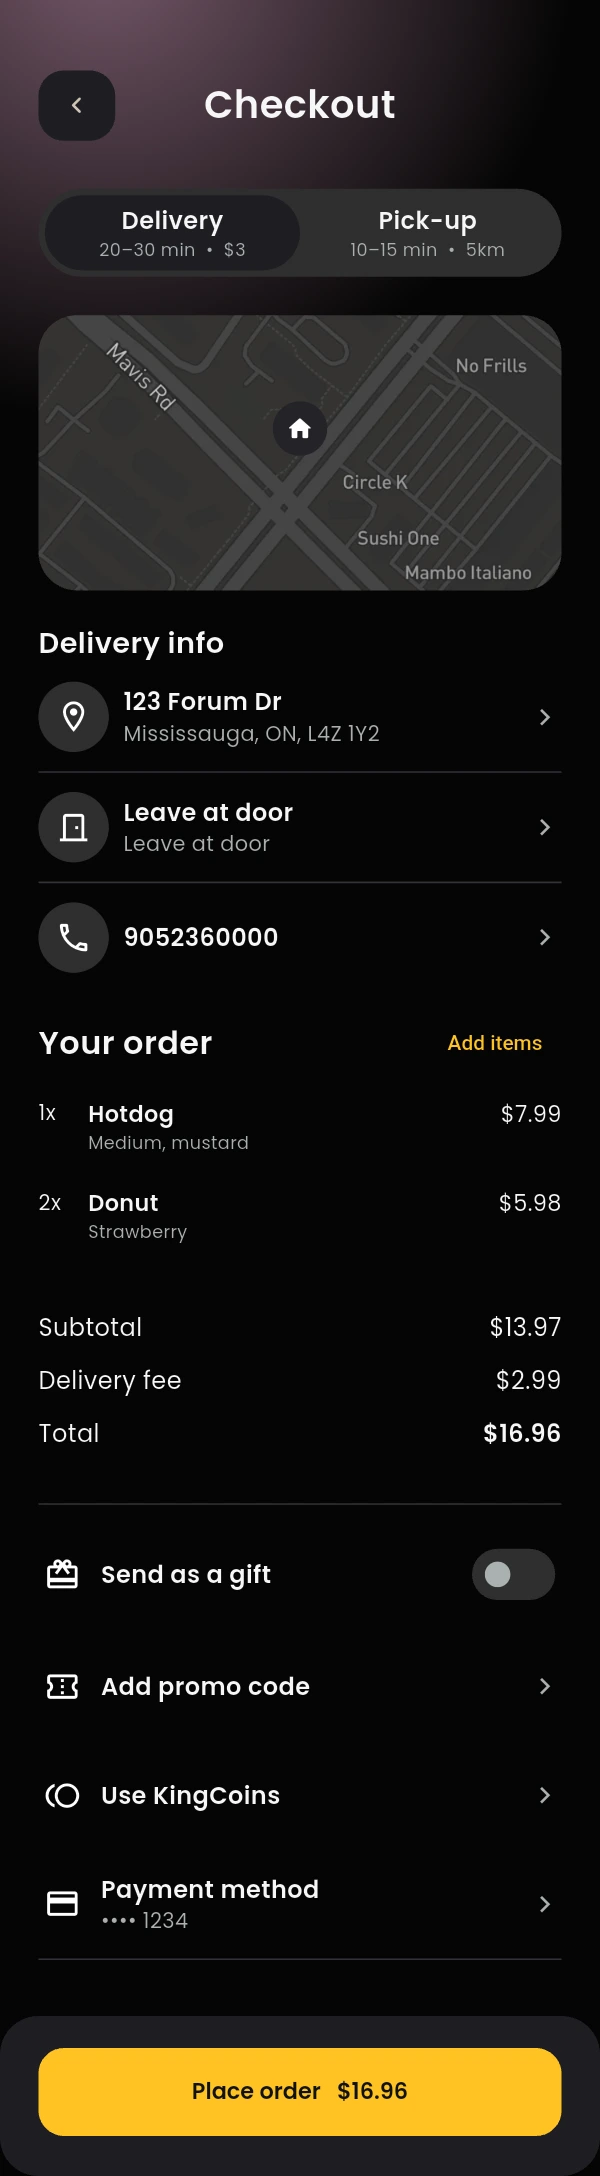 Checkout
Delivery
20–30 min • $3
Pick-up
10–15 min • 5km
Mavis Rd
No Frills
Circle K
Sushi One
Mambo Italiano
Delivery info
123 Forum Dr
Mississauga, ON, L4Z 1Y2
Leave at door
Leave at door
9052360000
Your order
Add items
1x Hotdog $7.99
Medium, mustard
2x Donut $5.98
Strawberry
Subtotal $13.97
Delivery fee $2.99
Total $16.96
Send as a gift
Add promo code
Use KingCoins
Payment method
•••• 1234
Place order $16.96